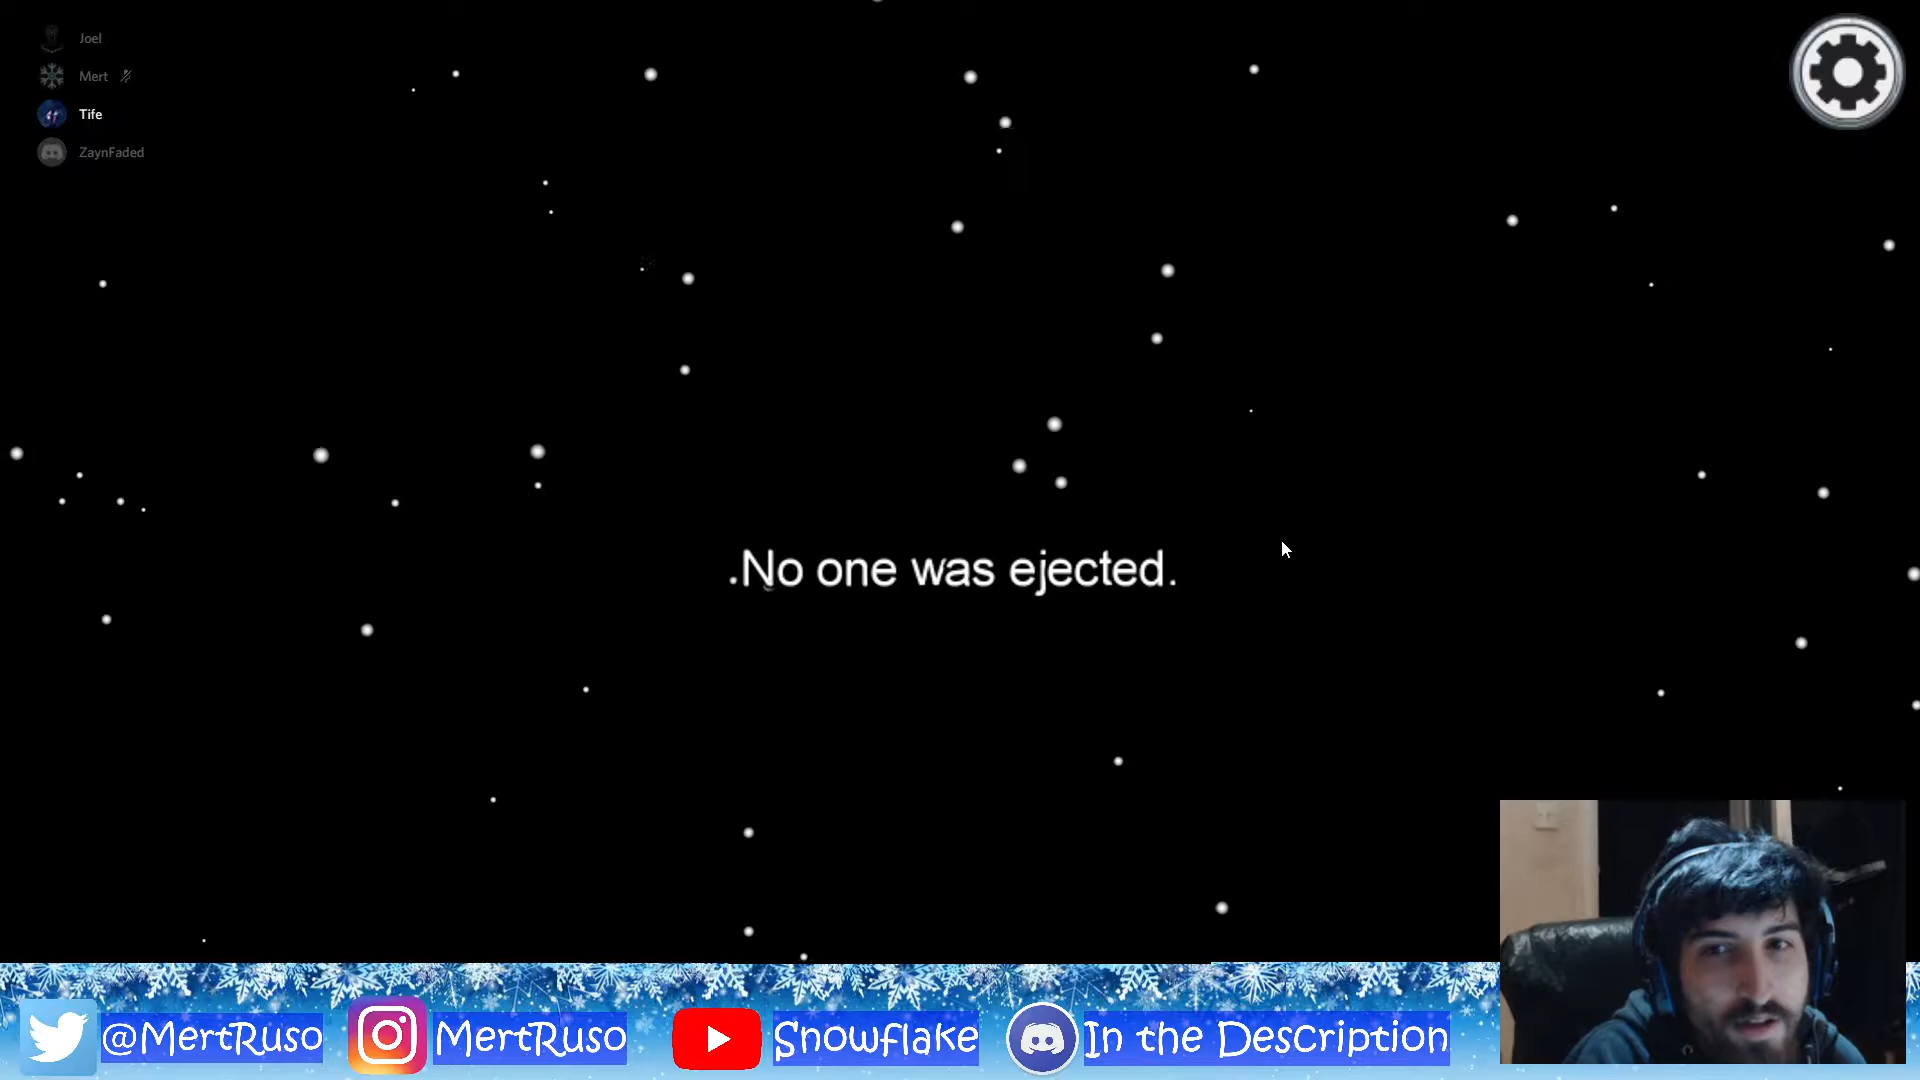 Joel
Mert
Tife
ZaynFaded
No one was ejected.
@MertRuso
MertRuso
Snowflake
In the Description